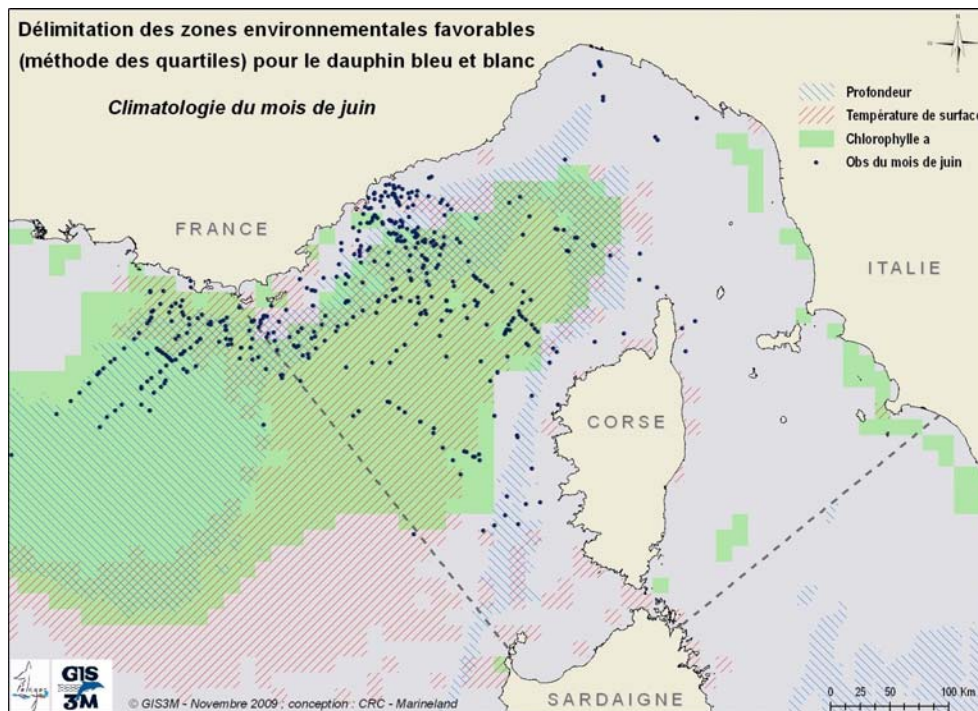 Délimitation des zones environnementales favorables
(méthode des quartiles) pour le dauphin bleu et blanc
Climatologie du mois de juin
N
Profondeur
Température de surface
Chlorophylle a
Obs du mois de juin
FRANCE
ITALIE
CORSE
SARDAIGNE
GIS
3M
© GIS3M - Novembre 2009 ; conception : CRC - Marineland
0 25 50 100 Km